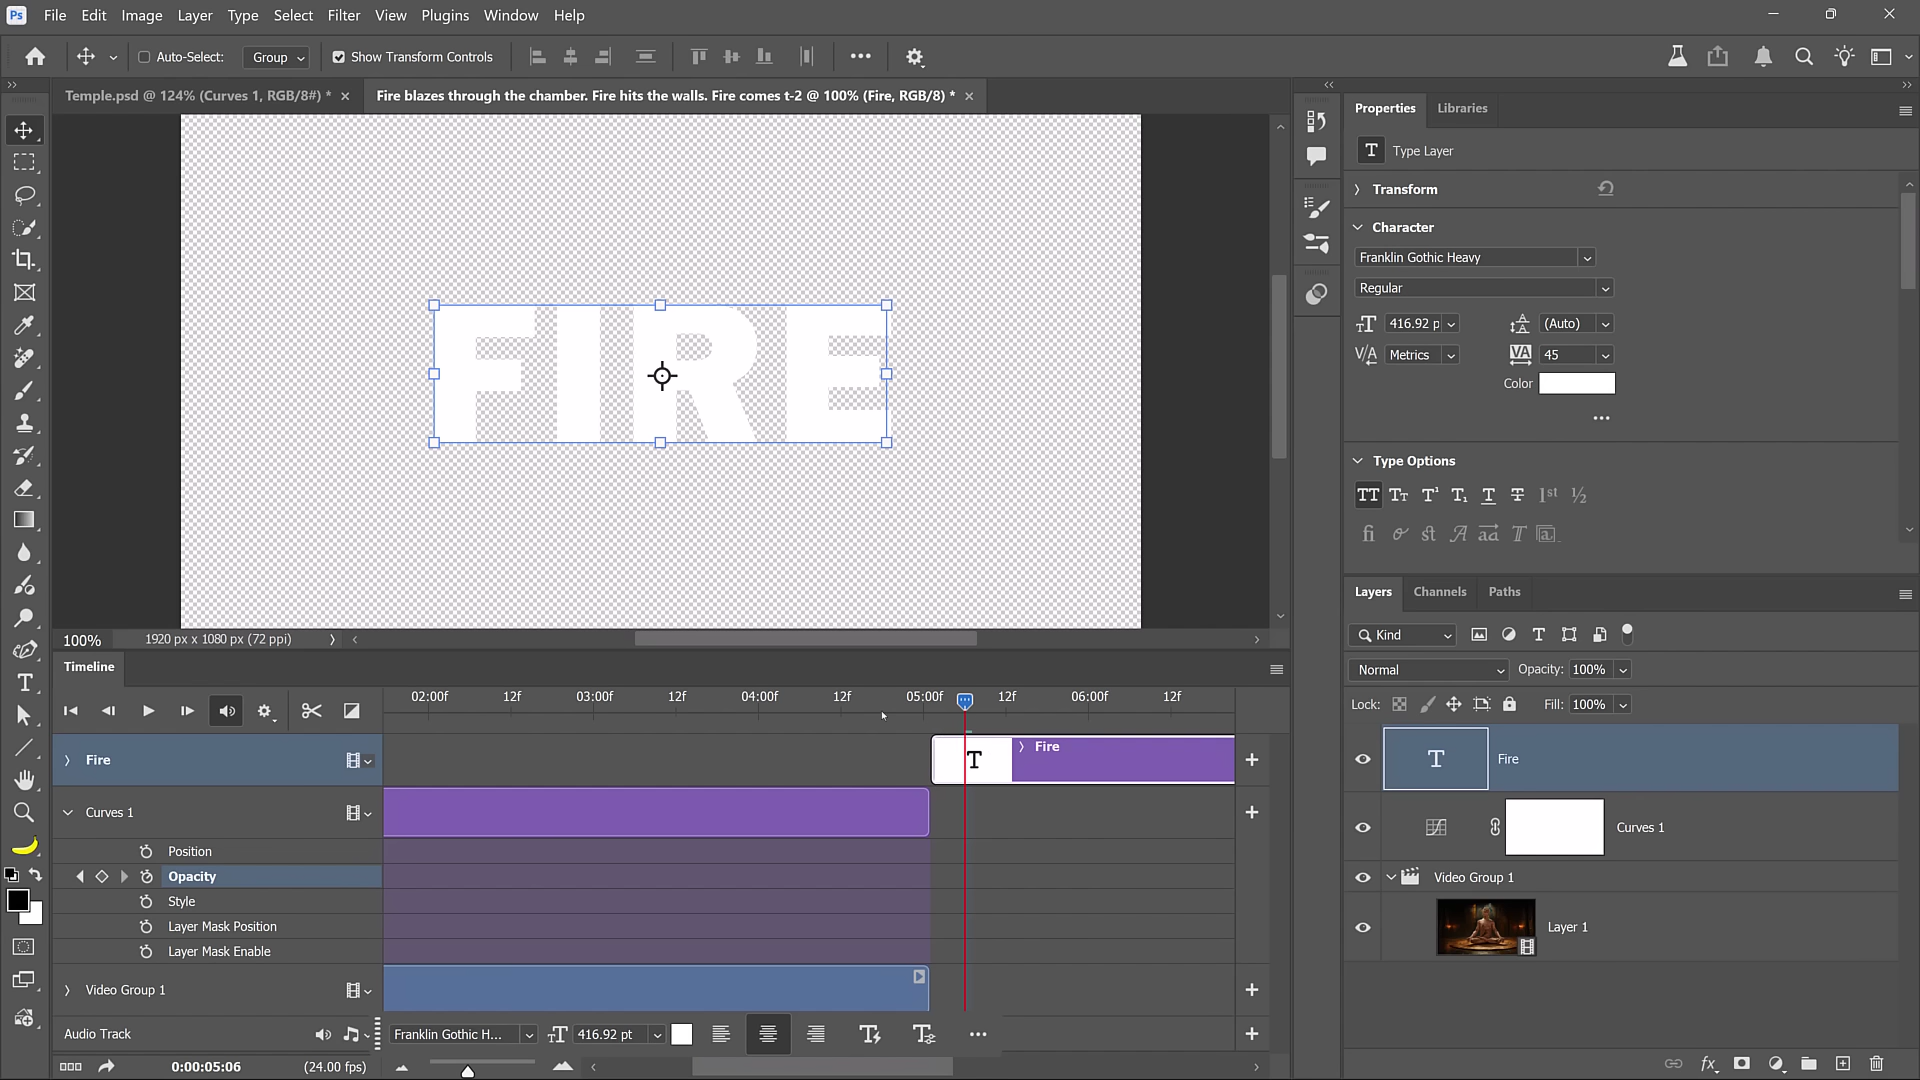 Ps File Edit Image Layer Type Select Filter View Plugins Window Help
Auto-Select: Group Show Transform Controls
Temple.psd @ 124% (Curves 1, RGB/8#) *
Fire blazes through the chamber. Fire hits the walls. Fire comes t-2 @ 100% (Fire, RGB/8) *
FIRE
100% 1920 px x 1080 px (72 ppi)
Timeline
02:00f 12f 03:00f 12f 04:00f 12f 05:00f 12f 06:00f 12f
Fire
T Fire
Curves 1
Position
Opacity
Style
Layer Mask Position
Layer Mask Enable
Video Group 1
Audio Track
Franklin Gothic H... 416.92 pt
0:00:05:06 (24.00 fps)
Properties Libraries
T Type Layer
Transform
Character
Franklin Gothic Heavy
Regular
416.92 p (Auto)
Metrics 45
Color
Type Options
TT TT T¹ T₁ T T 1st ½
fi st A aa T a
Layers Channels Paths
Kind
Normal Opacity: 100%
Lock: Fill: 100%
T Fire
Curves 1
Video Group 1
Layer 1
fx